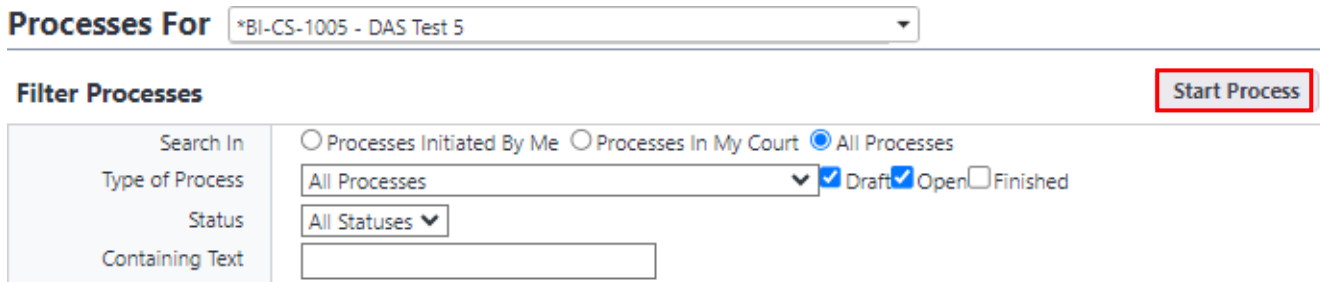 Processes For *BI-CS-1005 - DAS Test 5
Filter Processes Start Process
Search In Processes Initiated By Me Processes In My Court All Processes
Type of Process All Processes Draft Open Finished
Status All Statuses
Containing Text